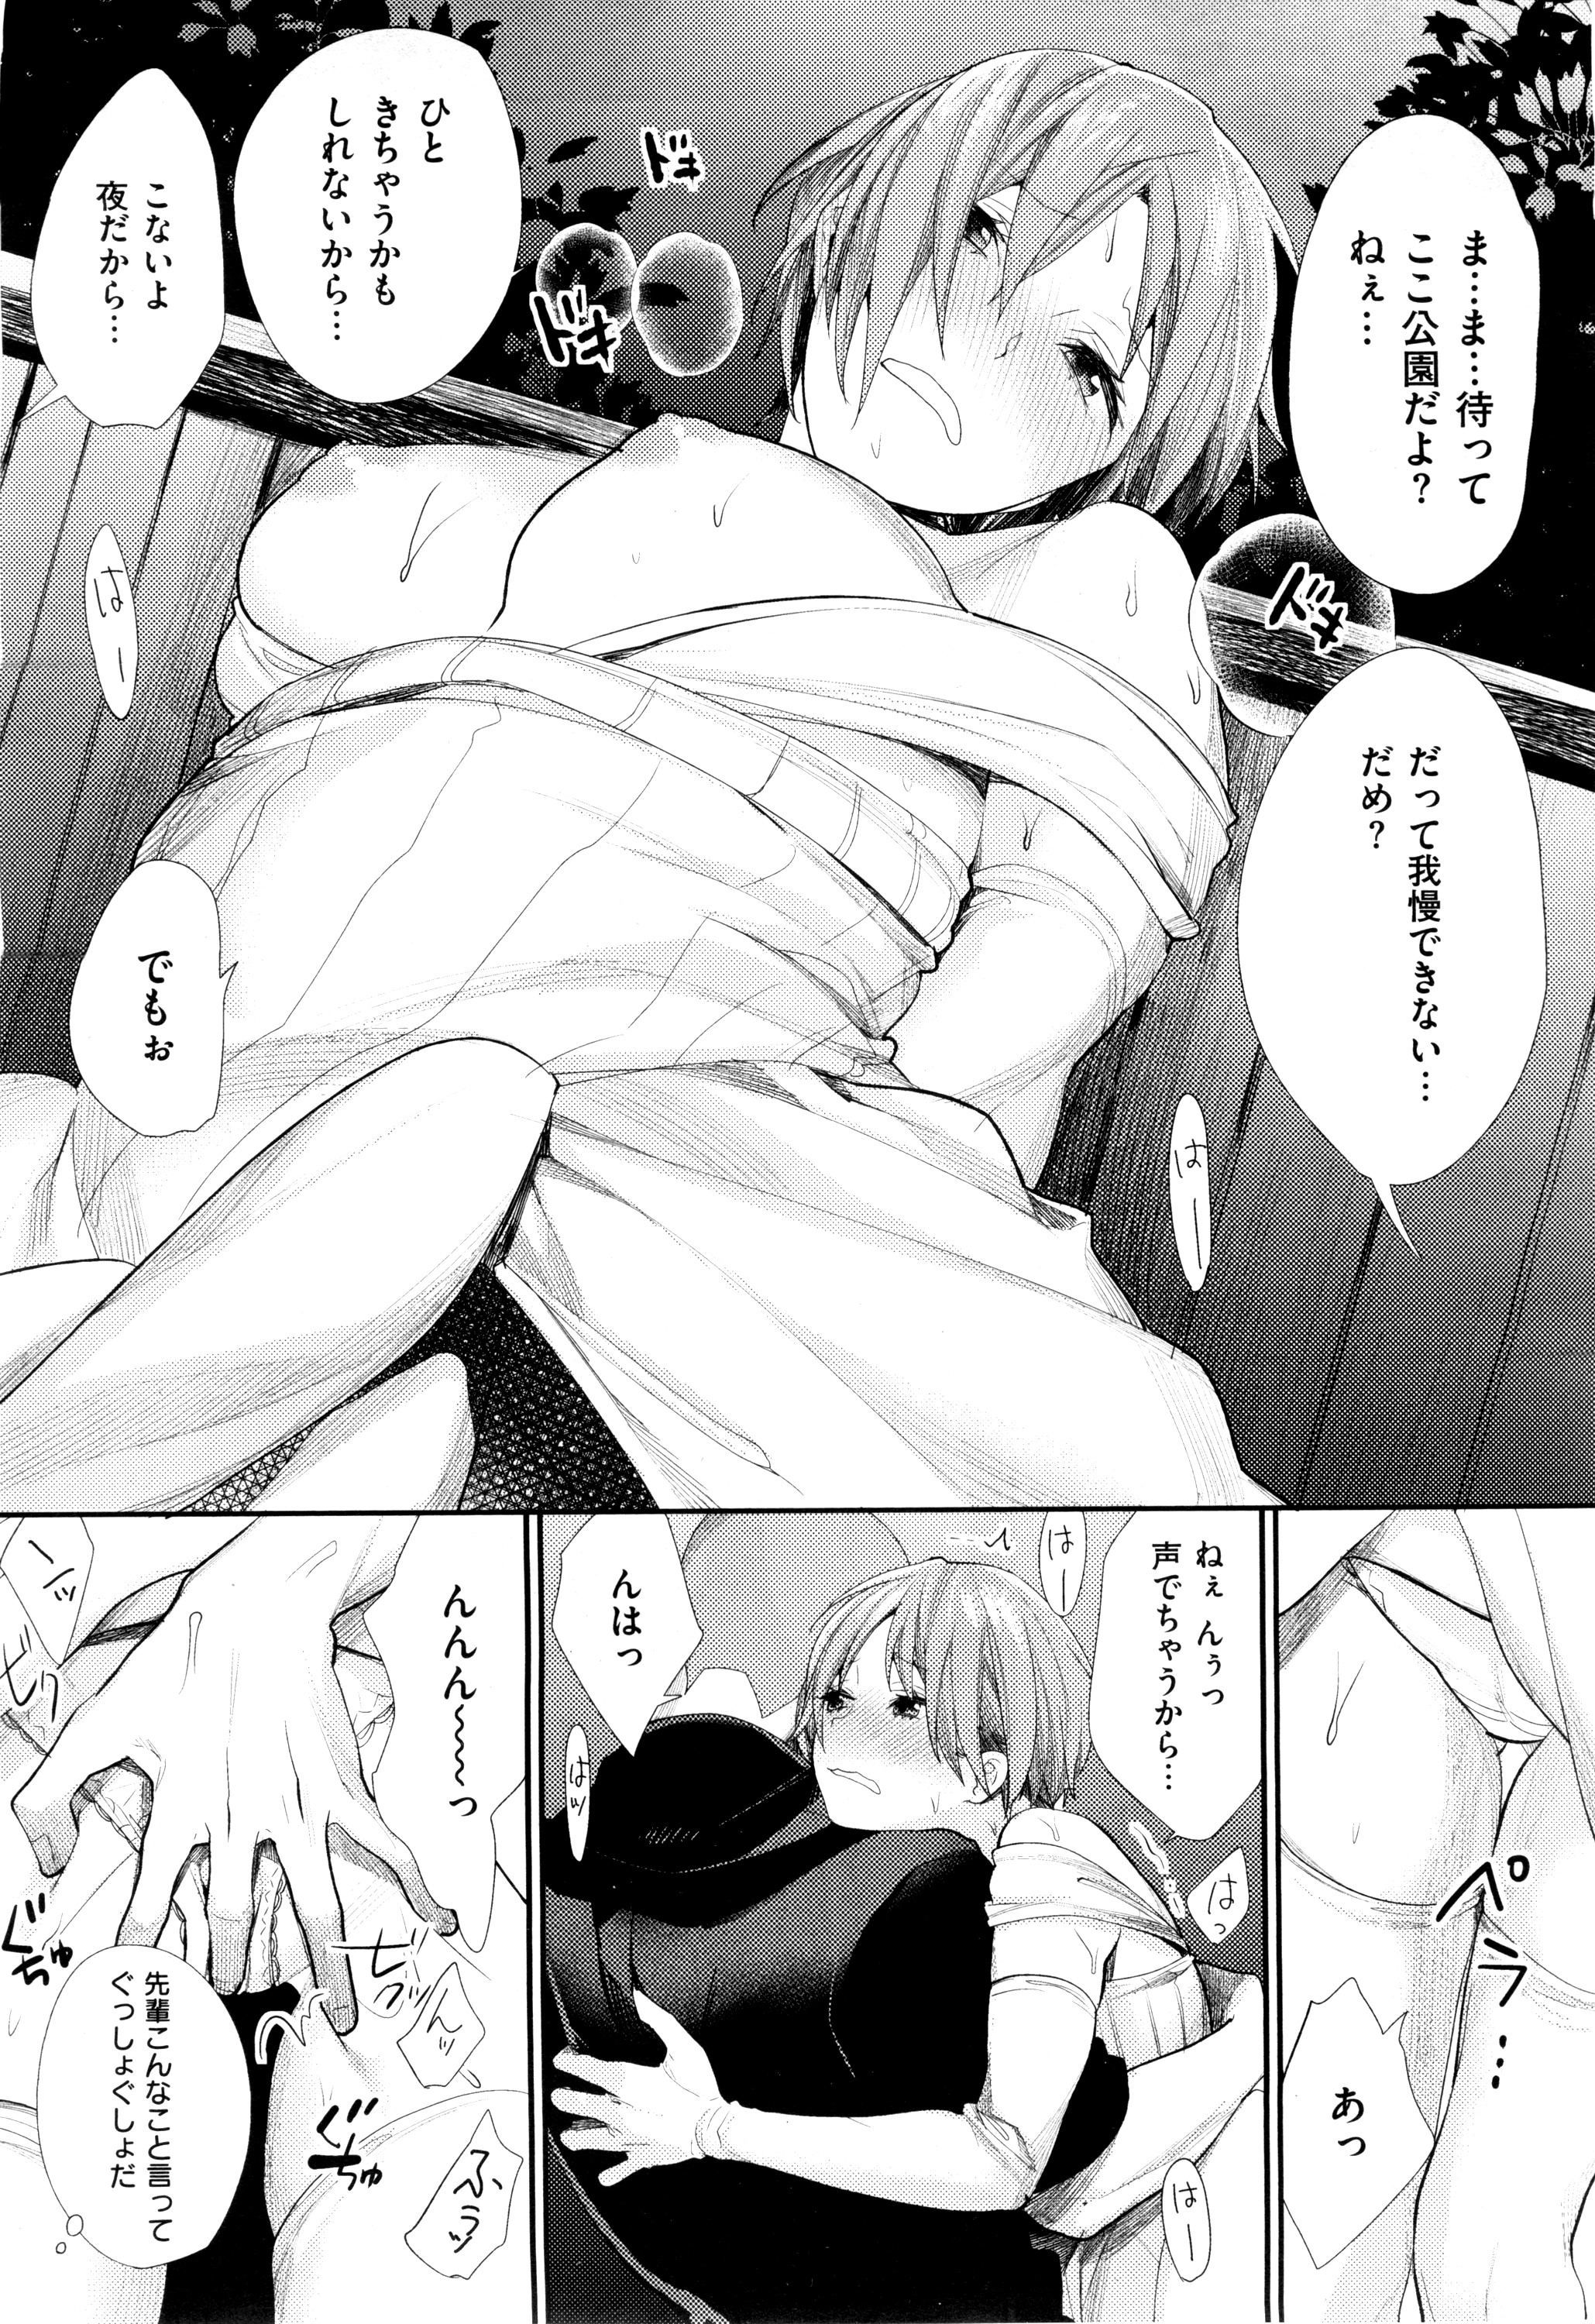 ま…ま…待って
ここ公園だよ？
ねぇ…
だって我慢できない…
だめ？
ひと
きちゃうかも
しれないから…
こないよ
夜だから…
でもぉ
ドキ
ドキ
ドキ
はー
はー
ペラ…
あっ
ねぇ んぅっ
声でちゃうから…
んはっ
はー
はッ
はっ
はー
んんん～～～っ
ビク
ビクッ
ぐちゅ
ぐちゅ
んッ
ふぅッ
先輩こんなこと言って
ぐっしょぐしょだ